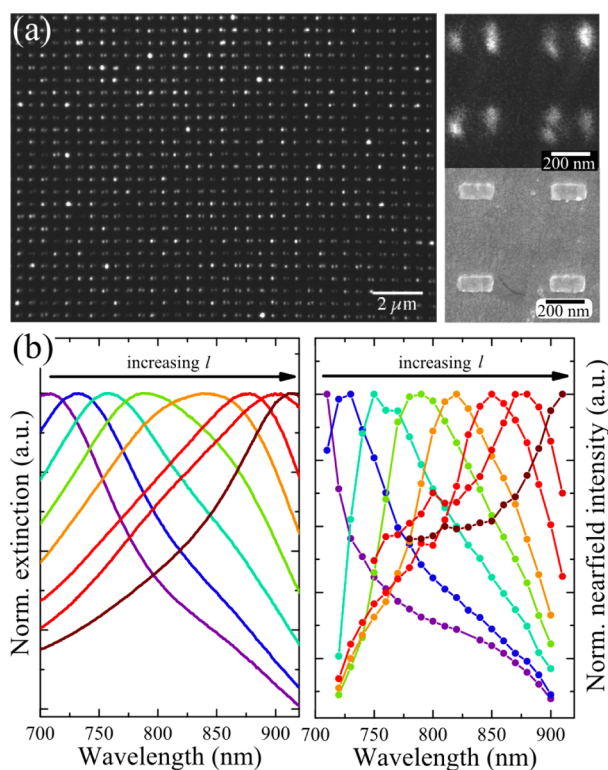 (a)
200 nm
2 µm
200 nm
(b)
increasing l
increasing l
Norm. extinction (a.u.)
Norm. nearfield intensity (a.u.)
700 750 800 850 900
700 750 800 850 900
Wavelength (nm)
Wavelength (nm)